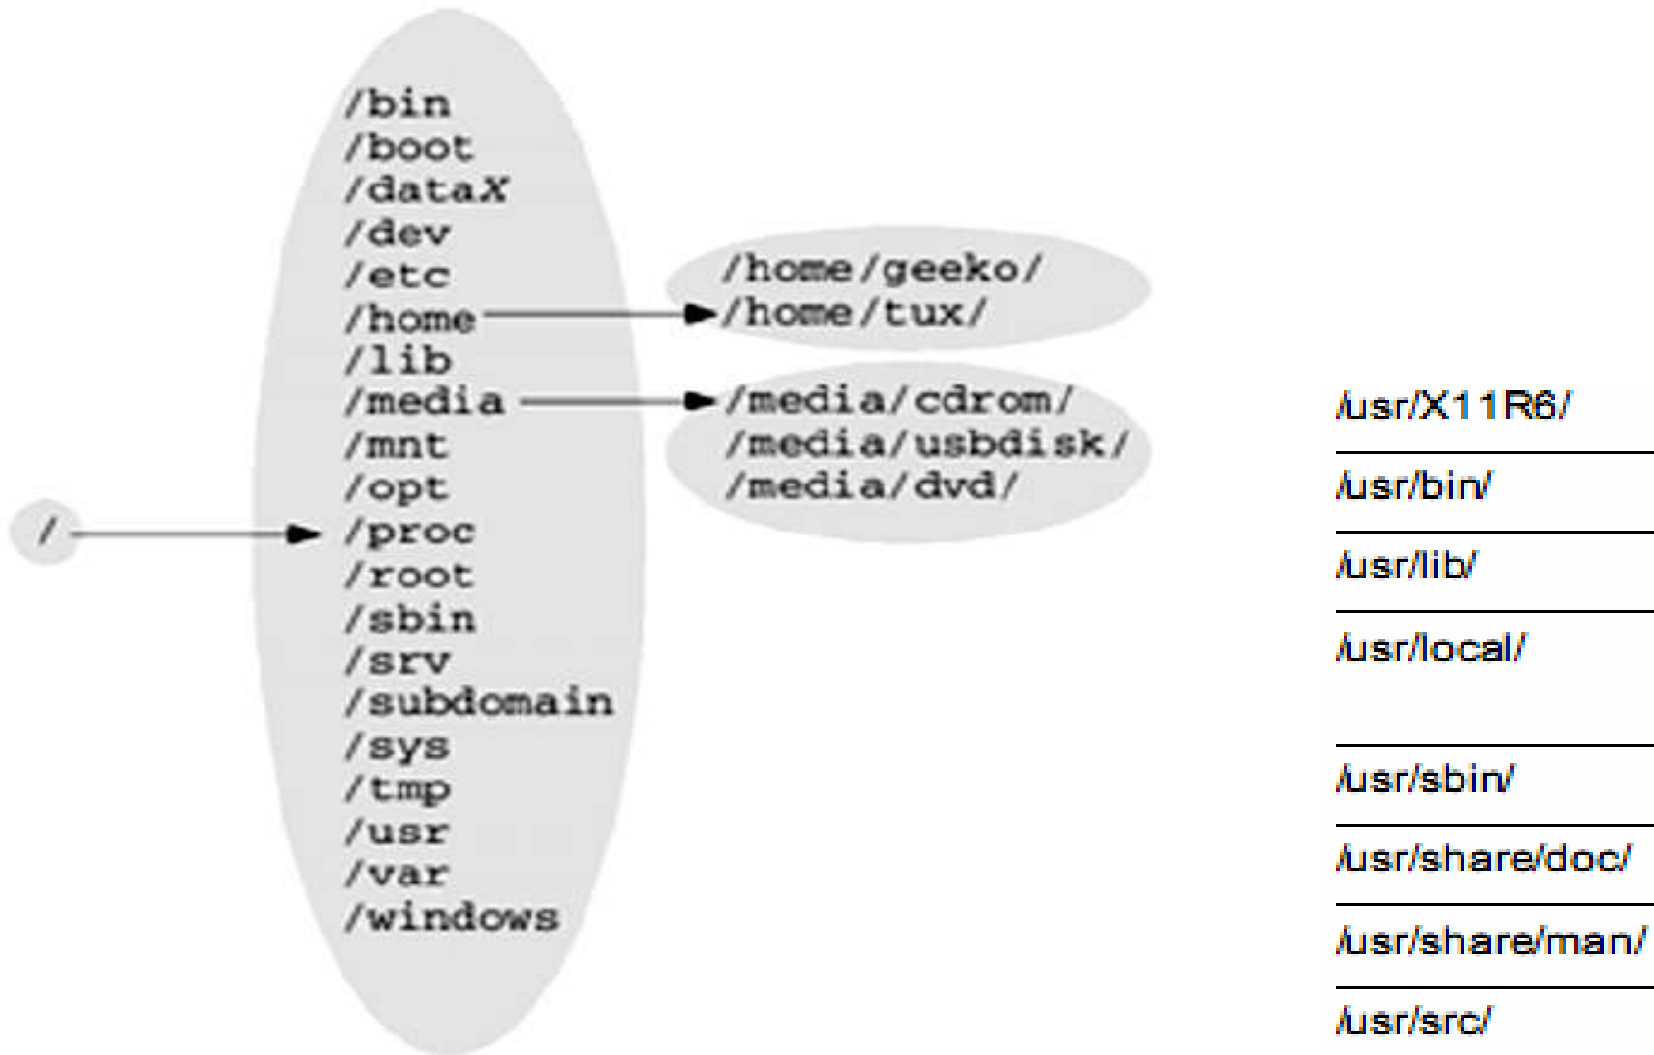 /
/bin
/boot
/dataX
/dev
/etc
/home
/lib
/media
/mnt
/opt
/proc
/root
/sbin
/srv
/subdomain
/sys
/tmp
/usr
/var
/windows
/home/geeko/
/home/tux/
/media/cdrom/
/media/usbdisk/
/media/dvd/
/usr/X11R6/
/usr/bin/
/usr/lib/
/usr/local/
/usr/sbin/
/usr/share/doc/
/usr/share/man/
/usr/src/